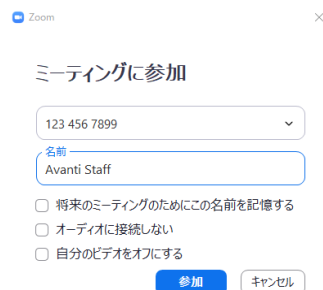 Zoom
ミーティングに参加
123 456 7899
名前
Avanti Staff
将来のミーティングのためにこの名前を記憶する
オーディオに接続しない
自分のビデオをオフにする
参加
キャンセル